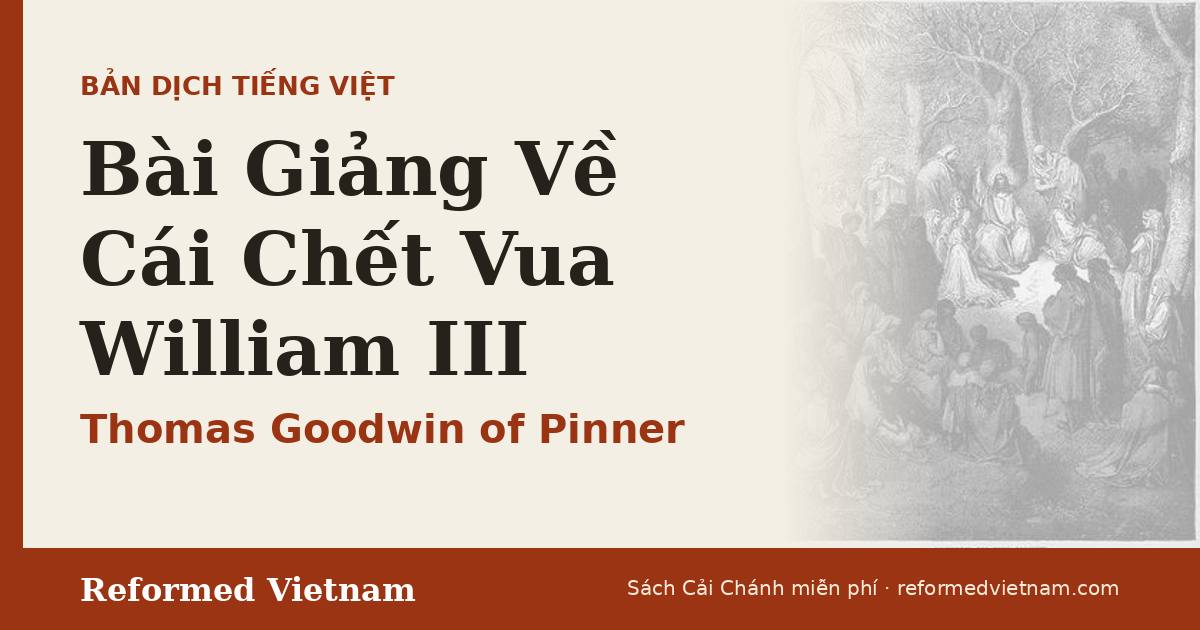 BẢN DỊCH TIẾNG VIỆT
Bài Giảng Về
Cái Chết Vua
William III
Thomas Goodwin of Pinner
Reformed Vietnam
Sách Cải Chánh miễn phí · reformedvietnam.com